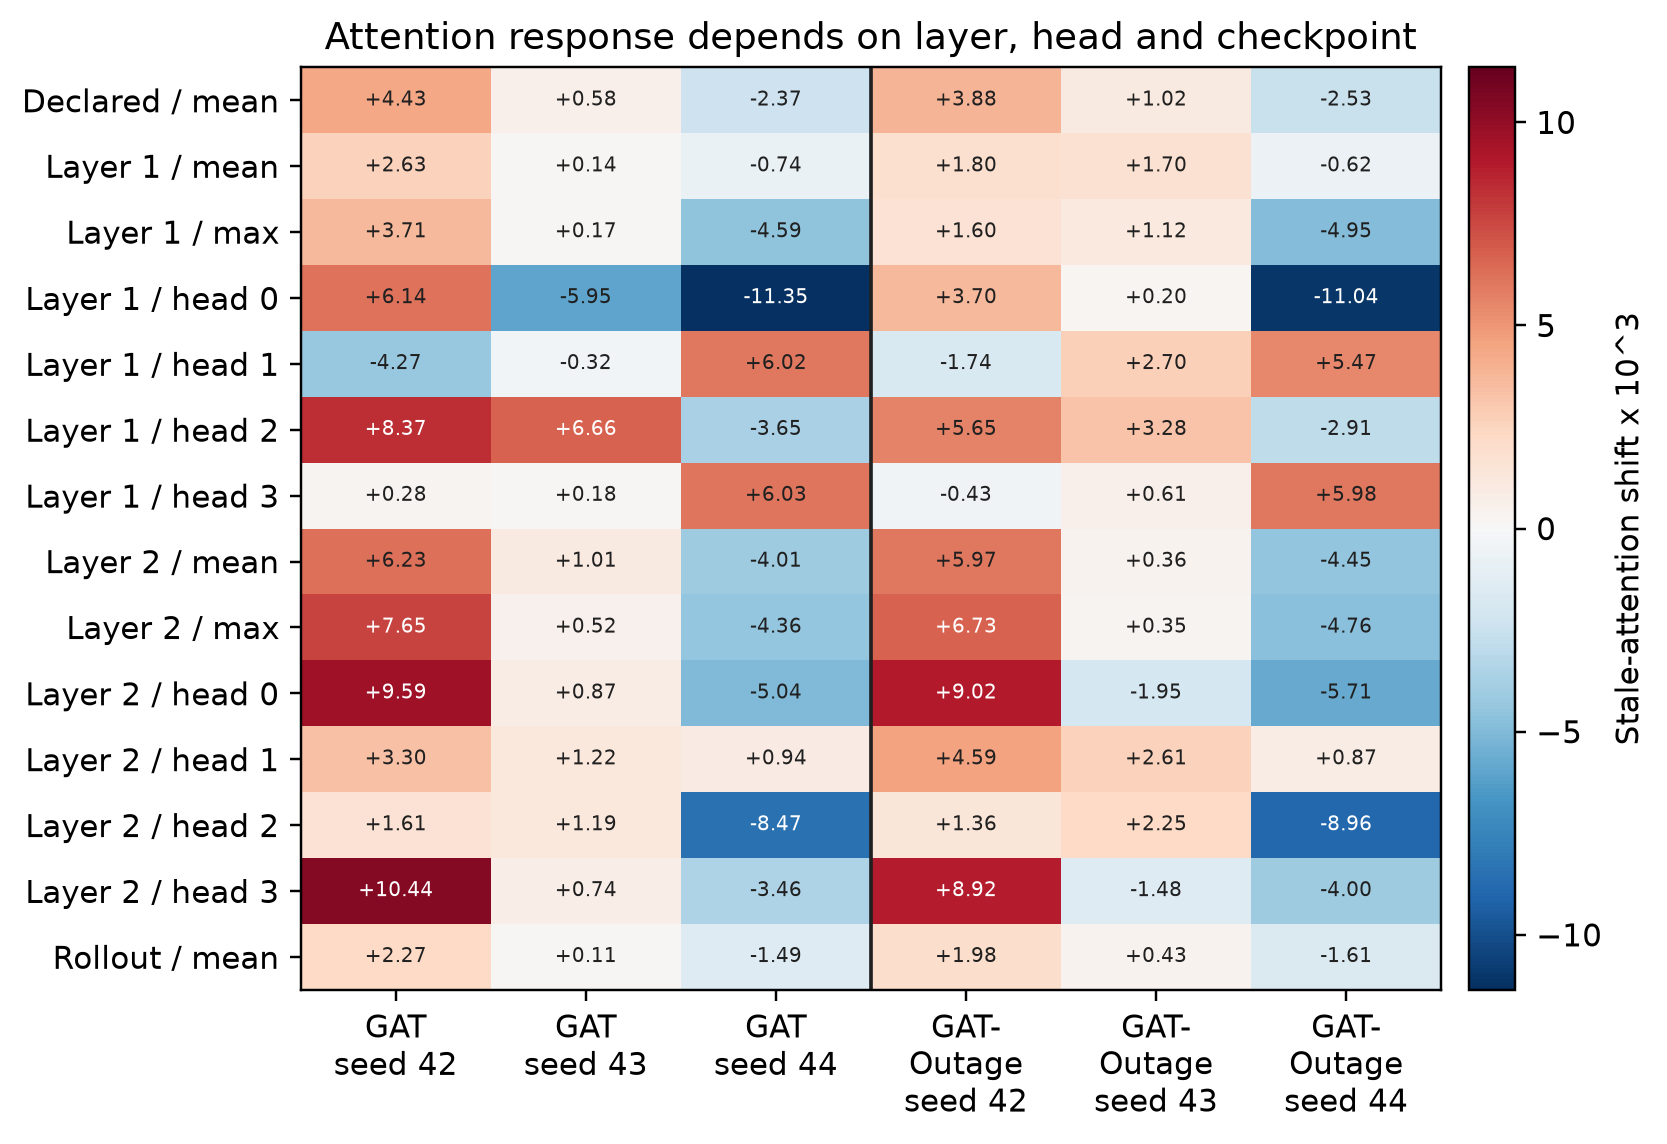 Attention response depends on layer, head and checkpoint
Declared / mean +4.43 +0.58 -2.37 +3.88 +1.02 -2.53
Layer 1 / mean +2.63 +0.14 -0.74 +1.80 +1.70 -0.62
Layer 1 / max +3.71 +0.17 -4.59 +1.60 +1.12 -4.95
Layer 1 / head 0 +6.14 -5.95 -11.35 +3.70 +0.20 -11.04
Layer 1 / head 1 -4.27 -0.32 +6.02 -1.74 +2.70 +5.47
Layer 1 / head 2 +8.37 +6.66 -3.65 +5.65 +3.28 -2.91
Layer 1 / head 3 +0.28 +0.18 +6.03 -0.43 +0.61 +5.98
Layer 2 / mean +6.23 +1.01 -4.01 +5.97 +0.36 -4.45
Layer 2 / max +7.65 +0.52 -4.36 +6.73 +0.35 -4.76
Layer 2 / head 0 +9.59 +0.87 -5.04 +9.02 -1.95 -5.71
Layer 2 / head 1 +3.30 +1.22 +0.94 +4.59 +2.61 +0.87
Layer 2 / head 2 +1.61 +1.19 -8.47 +1.36 +2.25 -8.96
Layer 2 / head 3 +10.44 +0.74 -3.46 +8.92 -1.48 -4.00
Rollout / mean +2.27 +0.11 -1.49 +1.98 +0.43 -1.61
GAT
seed 42
GAT
seed 43
GAT
seed 44
GAT-
Outage
seed 42
GAT-
Outage
seed 43
GAT-
Outage
seed 44
10
5
0
−5
−10
Stale-attention shift x 10^3